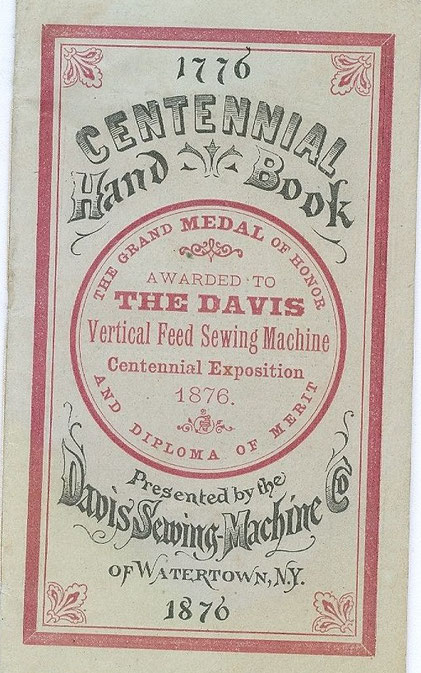 1776
CENTENNIAL
Hand Book
THE GRAND MEDAL OF HONOR
AWARDED TO
THE DAVIS
Vertical Feed Sewing Machine
Centennial Exposition
1876.
AND DIPLOMA OF MERIT
Presented by the
Davis Sewing-Machine Co
OF WATERTOWN, N.Y.
1876